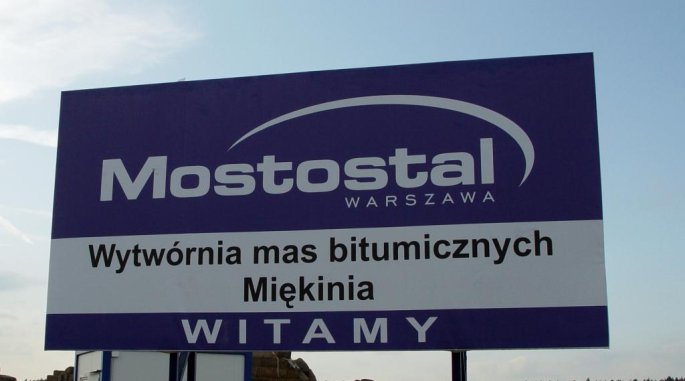 Mostostal
WARSZAWA
Wytwórnia mas bitumicznych
Miękinia
WITAMY